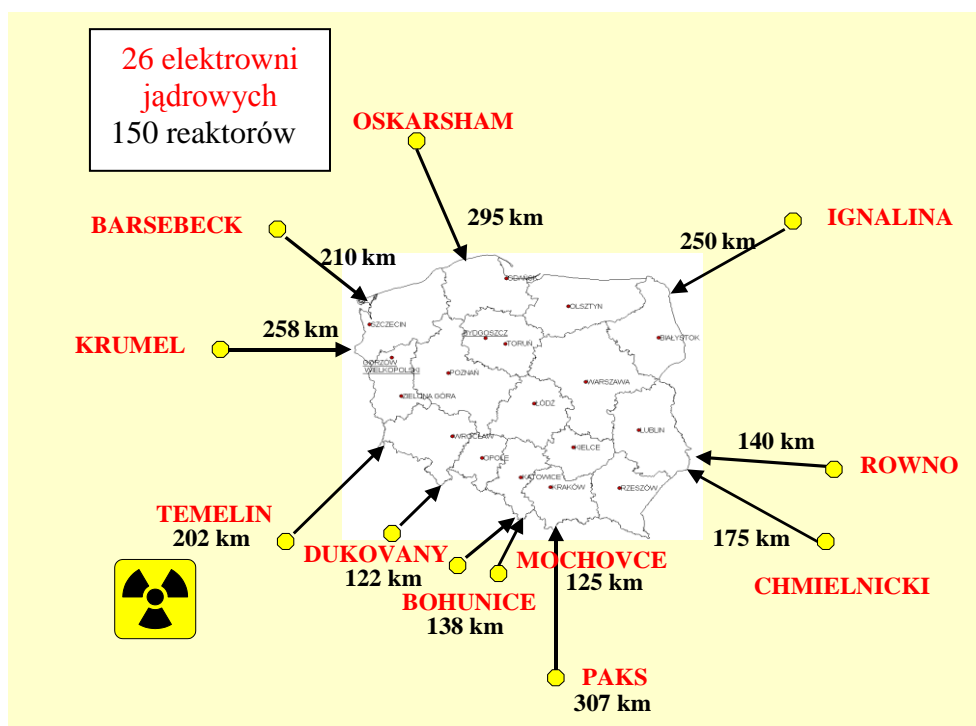 26 elektrowni
jądrowych
150 reaktorów
OSKARSHAM
295 km
BARSEBECK
210 km
IGNALINA
250 km
KRUMEL
258 km
GDAŃSK
OLSZTYN
SZCZECIN
BYDGOSZCZ
TORUŃ
BIAŁYSTOK
GORZÓW
WIELKOPOLSKI
POZNAŃ
WARSZAWA
ZIELONA GÓRA
ŁÓDŹ
WROCŁAW
LUBLIN
OPOLE
KIELCE
KATOWICE
KRAKÓW
RZESZÓW
140 km
ROWNO
175 km
CHMIELNICKI
TEMELIN
202 km
DUKOVANY
122 km
BOHUNICE
138 km
MOCHOVCE
125 km
PAKS
307 km